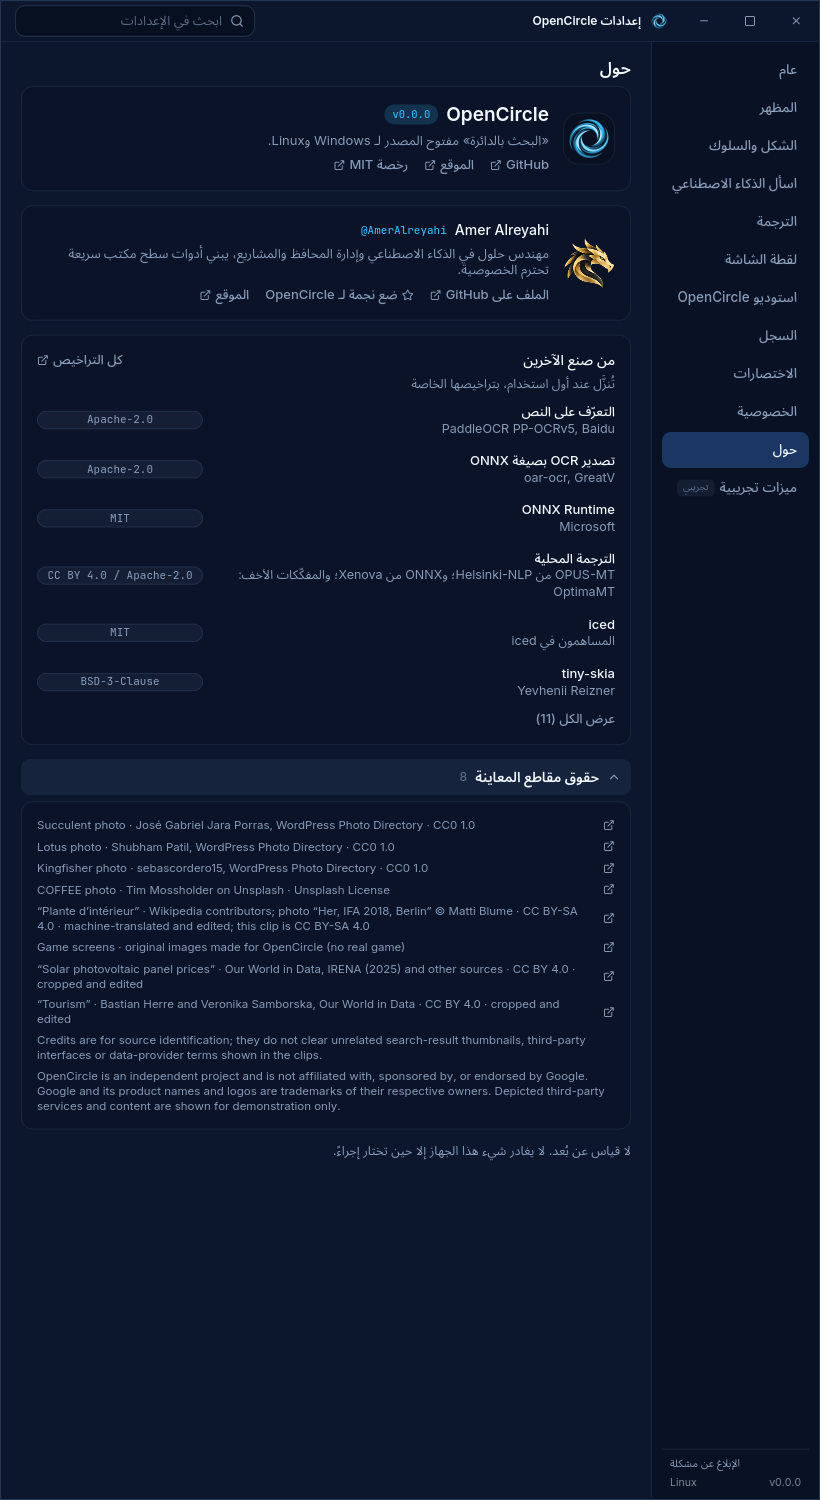 إعدادات OpenCircle
ابحث في الإعدادات
عام
المظهر
الشكل والسلوك
اسأل الذكاء الاصطناعي
الترجمة
لقطة الشاشة
استوديو OpenCircle
السجل
الاختصارات
الخصوصية
حول
ميزات تجريبية تجريبي
الإبلاغ عن مشكلة
v0.0.0 Linux
حول
OpenCircle v0.0.0
«البحث بالدائرة» مفتوح المصدر لـ Windows وLinux.
GitHub الموقع رخصة MIT
Amer Alreyahi @AmerAlreyahi
مهندس حلول في الذكاء الاصطناعي وإدارة المحافظ والمشاريع، يبني أدوات سطح مكتب سريعة
تحترم الخصوصية.
الملف على GitHub ضع نجمة لـ OpenCircle الموقع
من صنع الآخرين كل التراخيص
تُنزَّل عند أول استخدام، بتراخيصها الخاصة
التعرّف على النص
PaddleOCR PP-OCRv5, Baidu
Apache-2.0
تصدير OCR بصيغة ONNX
oar-ocr, GreatV
Apache-2.0
ONNX Runtime
Microsoft
MIT
الترجمة المحلية
OPUS-MT من Helsinki-NLP؛ وONNX من Xenova؛ والمفكّكات الأخف:
OptimaMT
CC BY 4.0 / Apache-2.0
iced
المساهمون في iced
MIT
tiny-skia
Yevhenii Reizner
BSD-3-Clause
عرض الكل (11)
حقوق مقاطع المعاينة 8
Succulent photo · José Gabriel Jara Porras, WordPress Photo Directory · CC0 1.0
Lotus photo · Shubham Patil, WordPress Photo Directory · CC0 1.0
Kingfisher photo · sebascordero15, WordPress Photo Directory · CC0 1.0
COFFEE photo · Tim Mossholder on Unsplash · Unsplash License
“Plante d’intérieur” · Wikipedia contributors; photo “Her, IFA 2018, Berlin” © Matti Blume · CC BY-SA
4.0 · machine-translated and edited; this clip is CC BY-SA 4.0
Game screens · original images made for OpenCircle (no real game)
“Solar photovoltaic panel prices” · Our World in Data, IRENA (2025) and other sources · CC BY 4.0 ·
cropped and edited
“Tourism” · Bastian Herre and Veronika Samborska, Our World in Data · CC BY 4.0 · cropped and
edited
Credits are for source identification; they do not clear unrelated search-result thumbnails, third-party
interfaces or data-provider terms shown in the clips.
OpenCircle is an independent project and is not affiliated with, sponsored by, or endorsed by Google.
Google and its product names and logos are trademarks of their respective owners. Depicted third-party
services and content are shown for demonstration only.
لا قياس عن بُعد. لا يغادر شيء هذا الجهاز إلا حين تختار إجراءً.